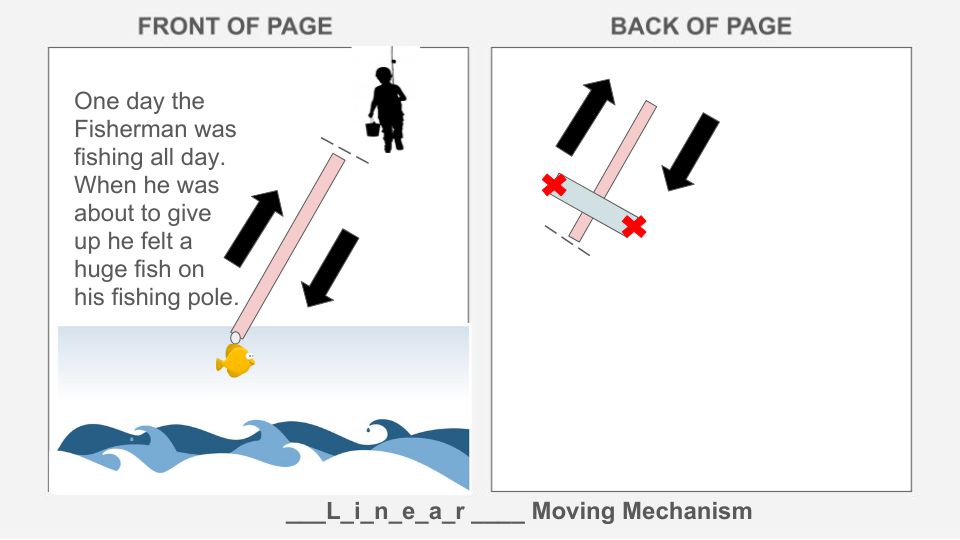 FRONT OF PAGE
BACK OF PAGE
One day the
Fisherman was
fishing all day.
When he was
about to give
up he felt a
huge fish on
his fishing pole.
___L_i_n_e_a_r ____ Moving Mechanism